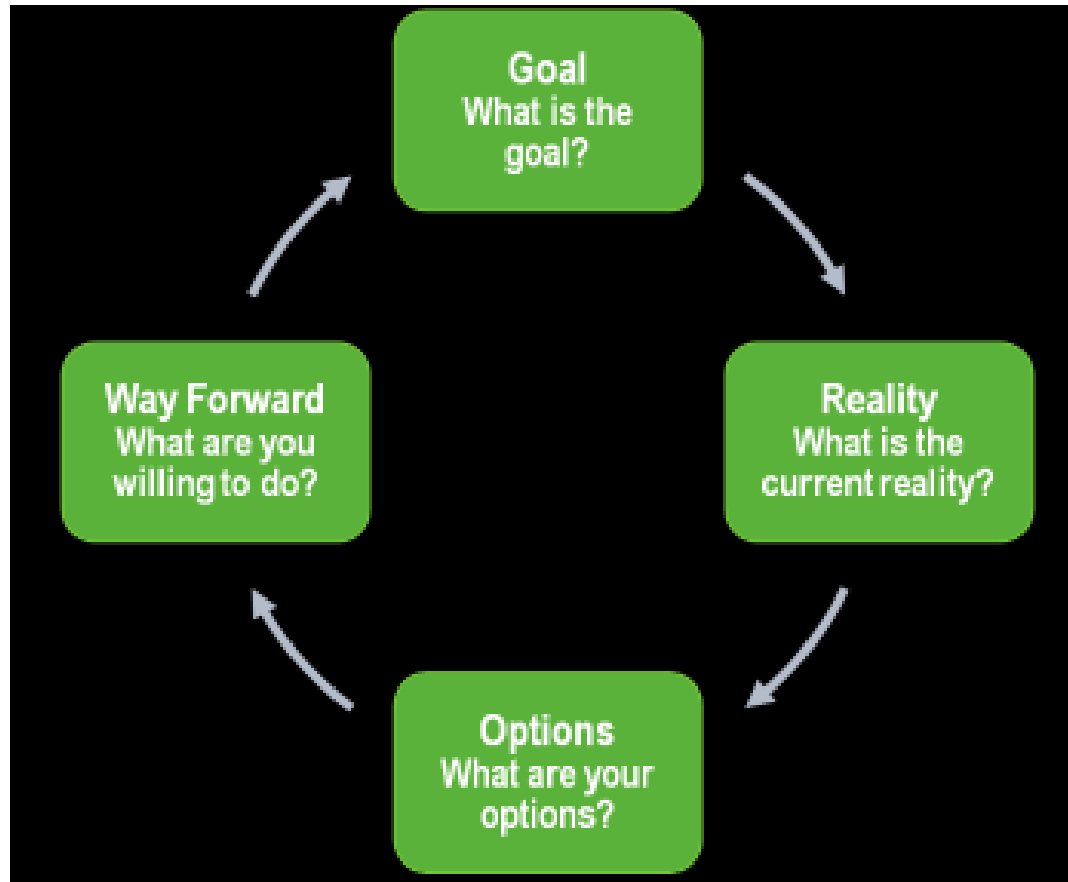 Goal
What is the
goal?
Reality
What is the
current reality?
Options
What are your
options?
Way Forward
What are you
willing to do?